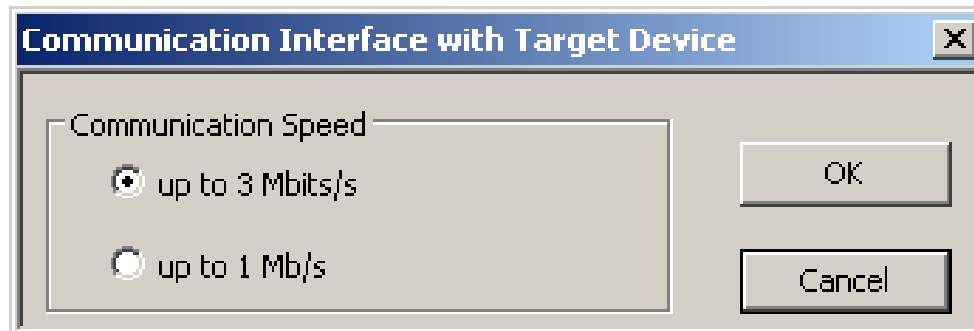 Communication Interface with Target Device
Communication Speed
up to 3 Mbits/s
OK
up to 1 Mb/s
Cancel